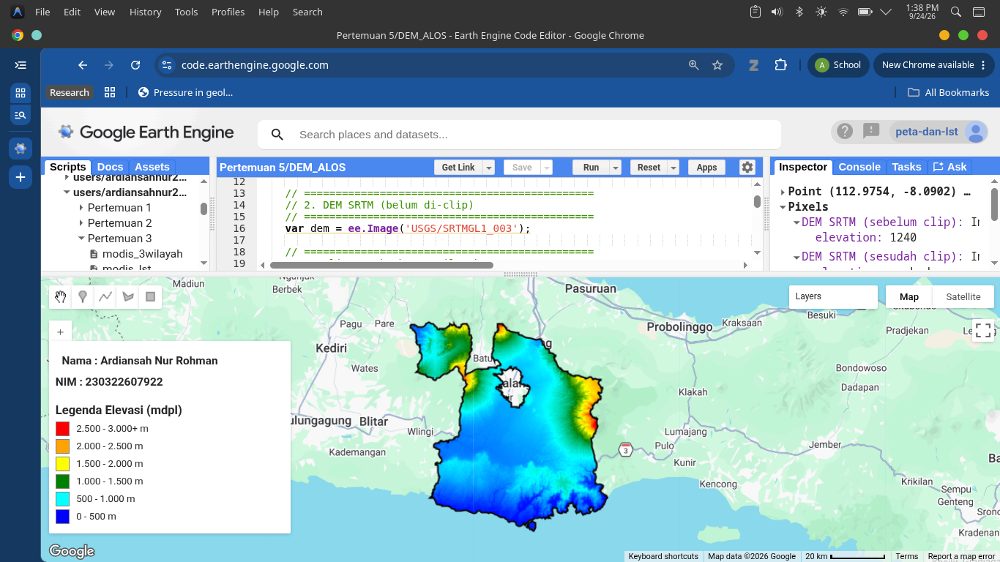 File Edit View History Tools Profiles Help Search
1:38 PM
9/24/26
Pertemuan 5/DEM_ALOS - Earth Engine Code Editor - Google Chrome
code.earthengine.google.com
A School
New Chrome available
Research
Pressure in geol...
All Bookmarks
Google Earth Engine
Search places and datasets...
peta-dan-lst
Scripts Docs Assets
users/ardiansahnur2...
users/ardiansahnur2...
Pertemuan 1
Pertemuan 2
Pertemuan 3
modis_3wilayah
modis_lst
Pertemuan 5/DEM_ALOS
Get Link Save Run Reset Apps
12
13 // ============================================
14 // 2. DEM SRTM (belum di-clip)
15 // ============================================
16 var dem = ee.Image('USGS/SRTMGL1_003');
17
18 // ============================================
19
Inspector Console Tasks Ask
Point (112.9754, -8.0902) …
Pixels
DEM SRTM (sebelum clip): In
elevation: 1240
DEM SRTM (sesudah clip): In
Layers
Map Satellite
+
Nama : Ardiansah Nur Rohman
NIM : 230322607922
Legenda Elevasi (mdpl)
2.500 - 3.000+ m
2.000 - 2.500 m
1.500 - 2.000 m
1.000 - 1.500 m
500 - 1.000 m
0 - 500 m
Madiun
Nganjuk
Berbek
Pasuruan
Probolinggo
Kraksaan
Besuki
Situbondo
Pagu
Pare
Kediri
Wates
Batu
Pradjekan
Bondowoso
Dadapan
Klakah
Tulungagung
Blitar
Wlingi
Kademangan
Lumajang
Pulo
3
Kunir
Jember
Kencong
Krikilan
Sempu
Genteng
Kradenan
Google
Keyboard shortcuts
Map data ©2026 Google
20 km
Terms
Report a map error